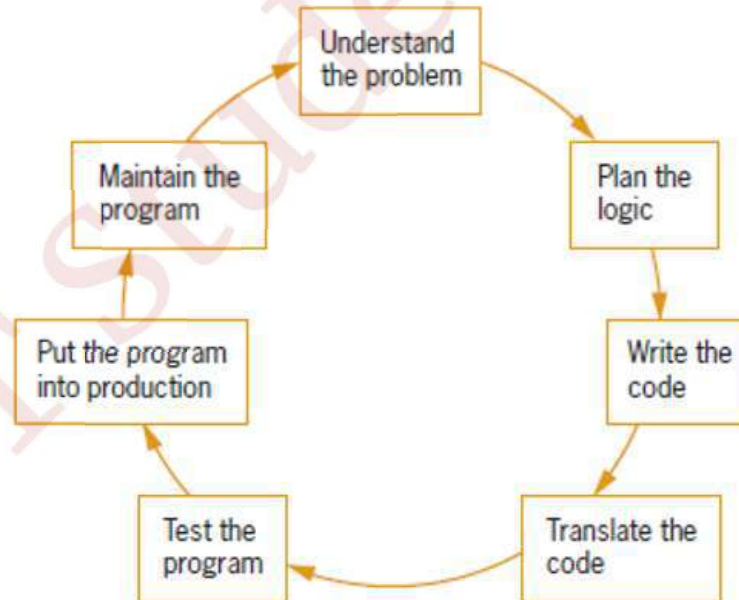 Understand
the problem
Plan the
logic
Write the
code
Translate the
code
Test the
program
Put the program
into production
Maintain the
program